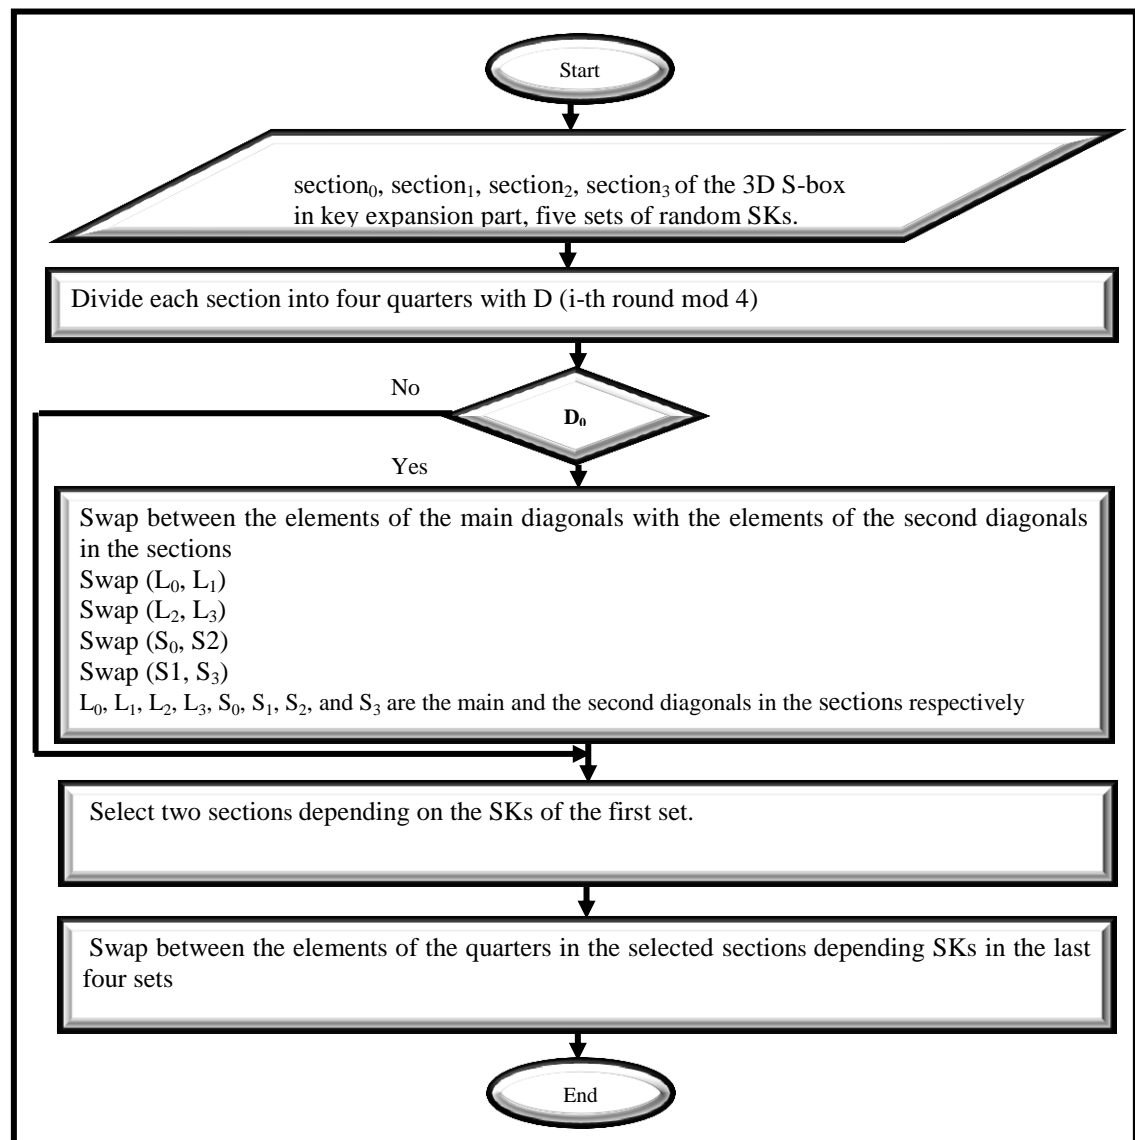 Start
section₀, section₁, section₂, section₃ of the 3D S-box
in key expansion part, five sets of random SKs.
Divide each section into four quarters with D (i-th round mod 4)
No
D₀
Yes
Swap between the elements of the main diagonals with the elements of the second diagonals
in the sections
Swap (L₀, L₁)
Swap (L₂, L₃)
Swap (S₀, S2)
Swap (S1, S₃)
L₀, L₁, L₂, L₃, S₀, S₁, S₂, and S₃ are the main and the second diagonals in the sections respectively
Select two sections depending on the SKs of the first set.
Swap between the elements of the quarters in the selected sections depending SKs in the last
four sets
End